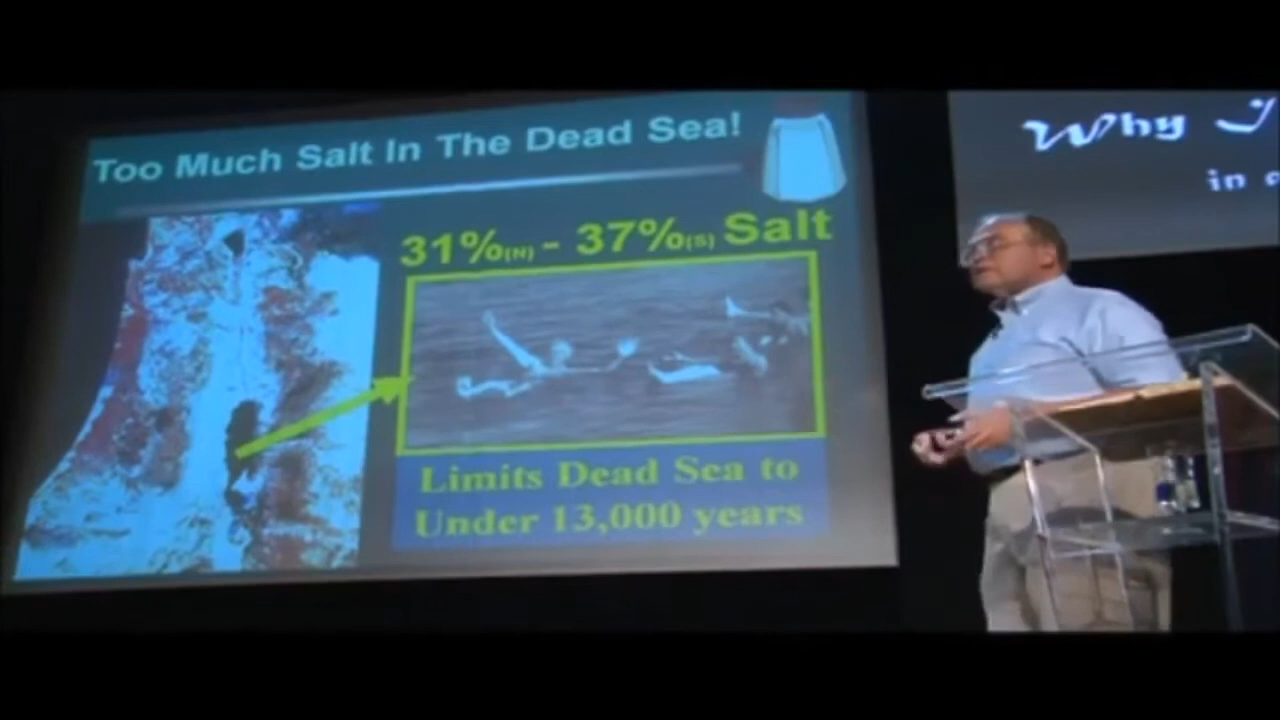 Too Much Salt In The Dead Sea!
31%(N) - 37%(S) Salt
Limits Dead Sea to
Under 13,000 years
Why
in